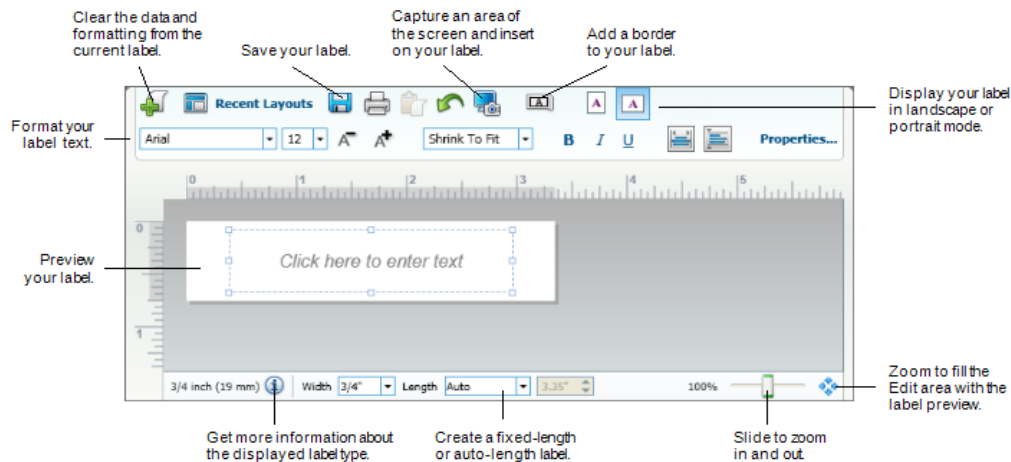 Clear the data and
formatting from the
current label.
Save your label.
Capture an area of
the screen and insert
on your label.
Add a border
to your label.
Display your label
in landscape or
portrait mode.
Recent Layouts
A
A
A
Format your
label text.
Arial
12
A
A
Shrink To Fit
B
I
U
Properties...
0
1
2
3
4
5
0
1
Preview
your label.
Click here to enter text
3/4 inch (19 mm)
Width
3/4"
Length
Auto
3.35"
100%
Zoom to fill the
Edit area with the
label preview.
Get more information about
the displayed label type.
Create a fixed-length
or auto-length label.
Slide to zoom
in and out.